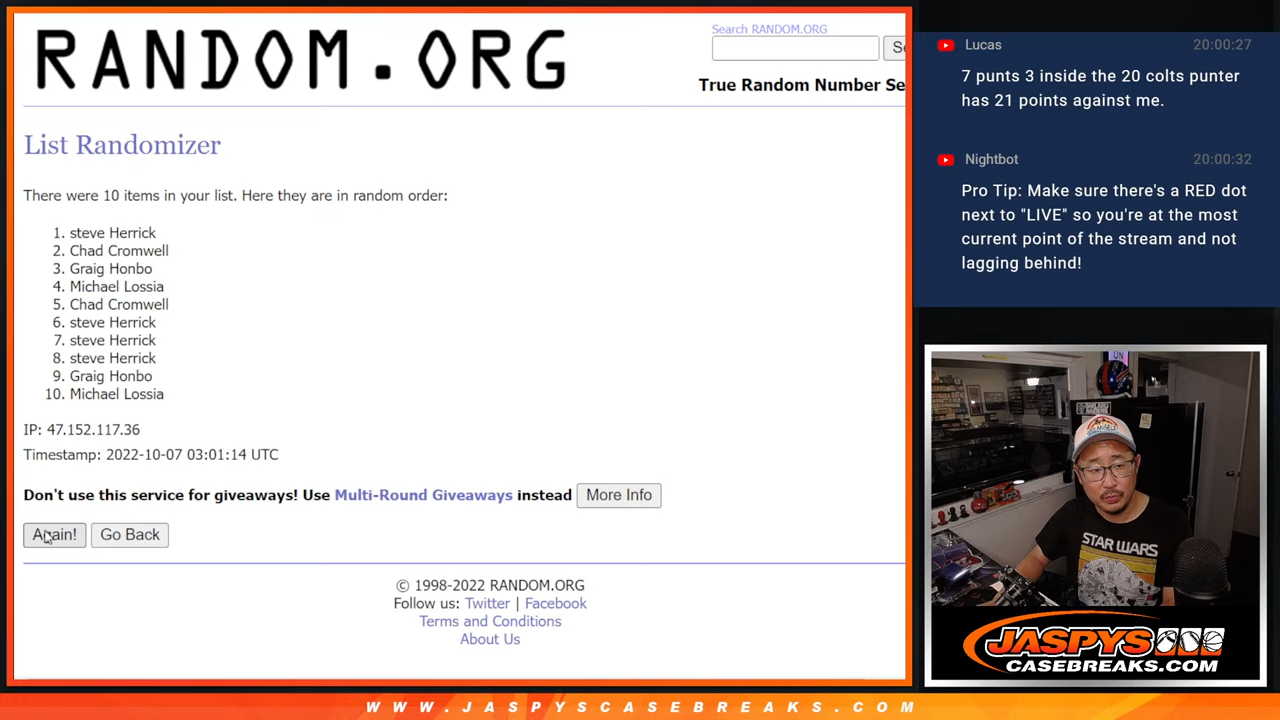 RANDOM.ORG
Search RANDOM.ORG
Se
True Random Number Se
List Randomizer
There were 10 items in your list. Here they are in random order:
1. steve Herrick
2. Chad Cromwell
3. Graig Honbo
4. Michael Lossia
5. Chad Cromwell
6. steve Herrick
7. steve Herrick
8. steve Herrick
9. Graig Honbo
10. Michael Lossia
IP: 47.152.117.36
Timestamp: 2022-10-07 03:01:14 UTC
Don't use this service for giveaways! Use Multi-Round Giveaways instead More Info
Again! Go Back
© 1998-2022 RANDOM.ORG
Follow us: Twitter | Facebook
Terms and Conditions
About Us
Lucas 20:00:27
7 punts 3 inside the 20 colts punter
has 21 points against me.
Nightbot 20:00:32
Pro Tip: Make sure there's a RED dot
next to "LIVE" so you're at the most
current point of the stream and not
lagging behind!
ON
STAR WARS
JASPYS
CASEBREAKS.COM
WWW.JASPYSCASEBREAKS.COM